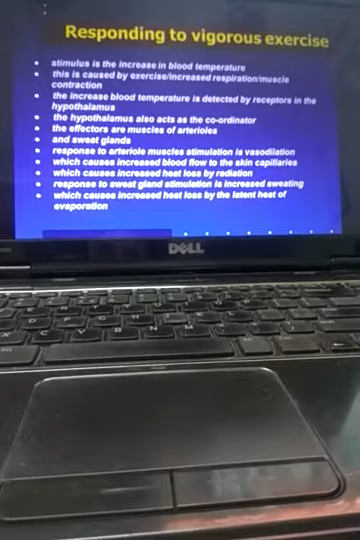 Responding to vigorous exercise
• stimulus is the increase in blood temperature
• this is caused by exercise/increased respiration/muscle
contraction
• the increase blood temperature is detected by receptors in the
hypothalamus
• the hypothalamus also acts as the co-ordinator
• the effectors are muscles of arterioles
• and sweat glands
• response to arteriole muscles stimulation is vasodilation
• which causes increased blood flow to the skin capillaries
• which causes increased heat loss by radiation
• response to sweat gland stimulation is increased sweating
• which causes increased heat loss by the latent heat of
evaporation
DELL